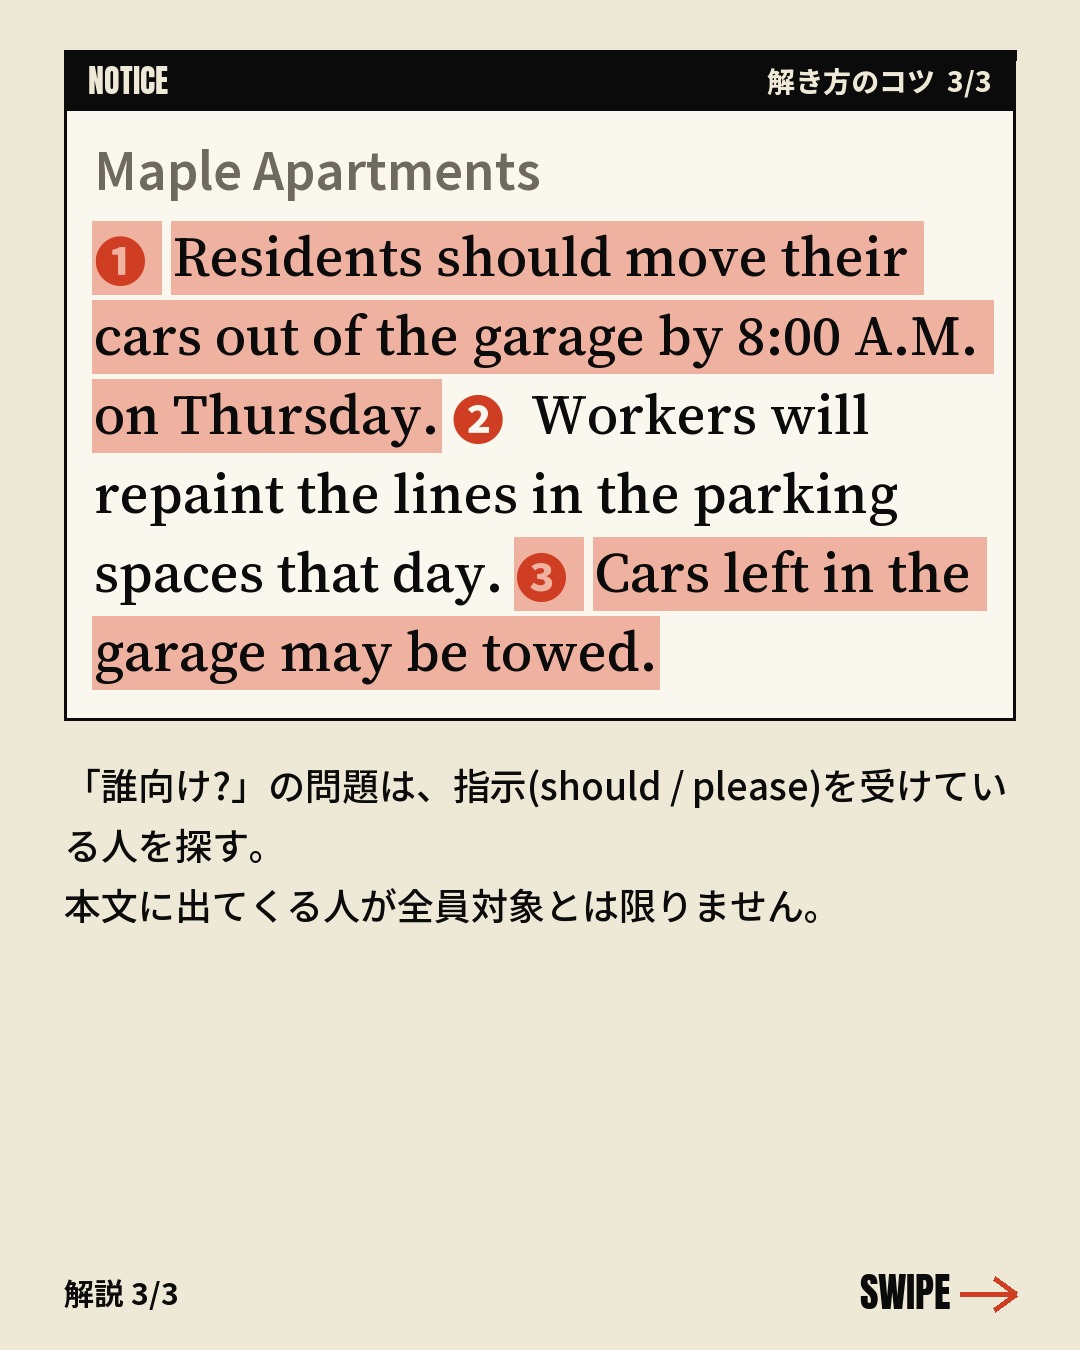 NOTICE
解き方のコツ 3/3
Maple Apartments
❶ Residents should move their
cars out of the garage by 8:00 A.M.
on Thursday. ❷ Workers will
repaint the lines in the parking
spaces that day. ❸ Cars left in the
garage may be towed.
「誰向け?」の問題は、指示(should / please)を受けてい
る人を探す。
本文に出てくる人が全員対象とは限りません。
解説 3/3
SWIPE →